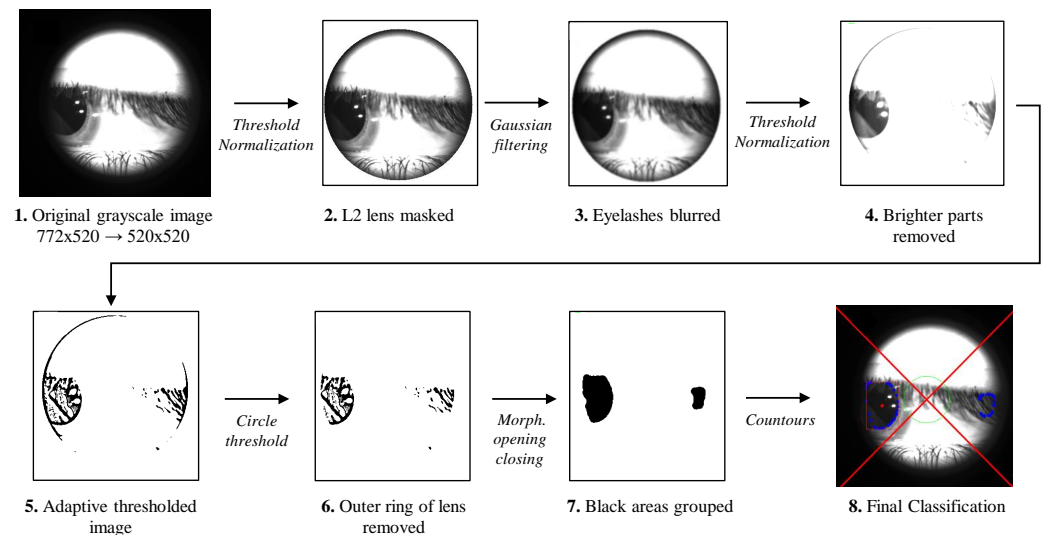 Threshold
Normalization
Gaussian
filtering
Threshold
Normalization
1. Original grayscale image
772x520 → 520x520
2. L2 lens masked
3. Eyelashes blurred
4. Brighter parts
removed
Circle
threshold
Morph.
opening
closing
Countours
5. Adaptive thresholded
image
6. Outer ring of lens
removed
7. Black areas grouped
8. Final Classification